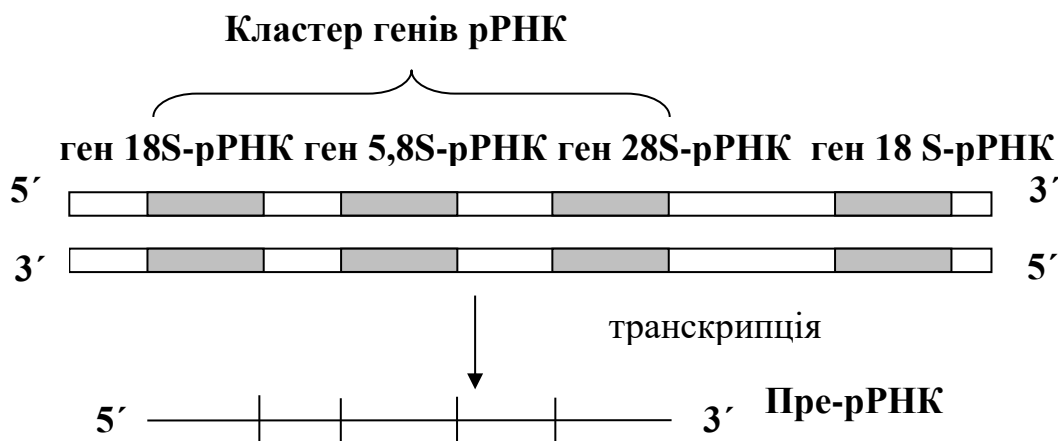 Кластер генів рРНК
ген 18S-рРНК ген 5,8S-рРНК ген 28S-рРНК ген 18 S-рРНК
5´ 3´
3´ 5´
транскрипція
5´ 3´ Пре-рРНК